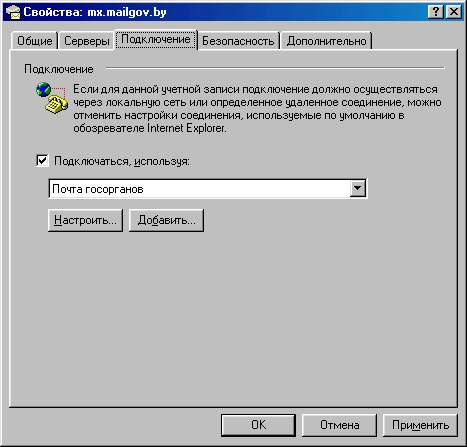 Свойства: mx.mailgov.by
Общие Серверы Подключение Безопасность Дополнительно
Подключение
Если для данной учетной записи подключение должно осуществляться
через локальную сеть или определенное удаленное соединение, можно
отменить настройки соединения, используемые по умолчанию в
обозревателе Internet Explorer.
Подключаться, используя:
Почта госорганов
Настроить... Добавить...
OK Отмена Применить